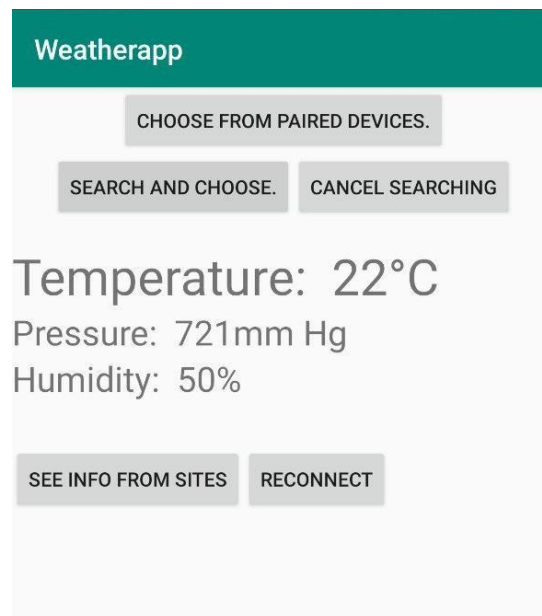 Weatherapp
CHOOSE FROM PAIRED DEVICES.
SEARCH AND CHOOSE. CANCEL SEARCHING
Temperature: 22°C
Pressure: 721mm Hg
Humidity: 50%
SEE INFO FROM SITES RECONNECT